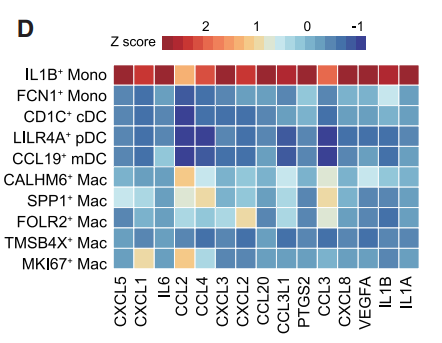 D
Z score
2 1 0 -1
IL1B⁺ Mono
FCN1⁺ Mono
CD1C⁺ cDC
LILR4A⁺ pDC
CCL19⁺ mDC
CALHM6⁺ Mac
SPP1⁺ Mac
FOLR2⁺ Mac
TMSB4X⁺ Mac
MKI67⁺ Mac
CXCL5
CXCL1
IL6
CCL2
CCL4
CXCL3
CXCL2
CCL20
CCL3L1
PTGS2
CCL3
CXCL8
VEGFA
IL1B
IL1A